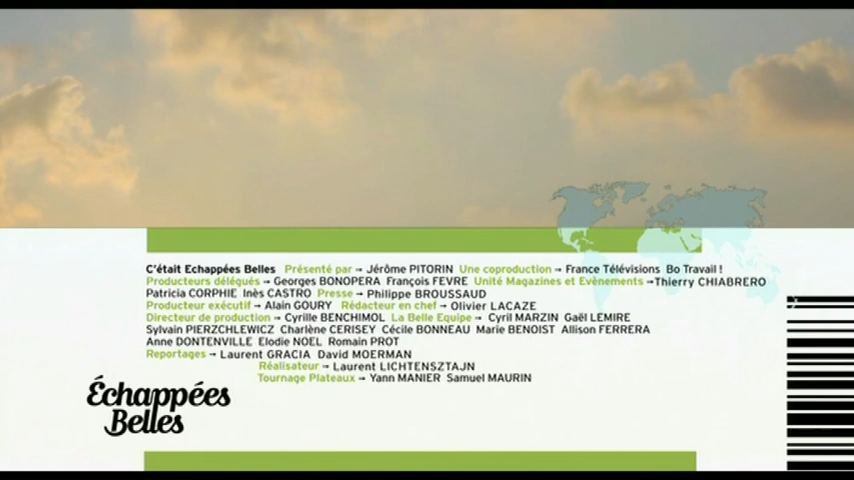 C'était Echappées Belles Présenté par → Jérôme PITORIN Une coproduction → France Télévisions Bo Travail !
Producteurs délégués → Georges BONOPERA François FEVRE Unité Magazines et Evènements →Thierry CHIABRERO
Patricia CORPHIE Inès CASTRO Presse → Philippe BROUSSAUD
Producteur exécutif → Alain GOURY Rédacteur en chef → Olivier LACAZE
Directeur de production → Cyrille BENCHIMOL La Belle Equipe → Cyril MARZIN Gaël LEMIRE
Sylvain PIERZCHLEWICZ Charlène CERISEY Cécile BONNEAU Marie BENOIST Allison FERRERA
Anne DONTENVILLE Elodie NOEL Romain PROT
Reportages → Laurent GRACIA David MOERMAN
Réalisateur → Laurent LICHTENSZTAJN
Tournage Plateaux → Yann MANIER Samuel MAURIN
Échappées
Belles